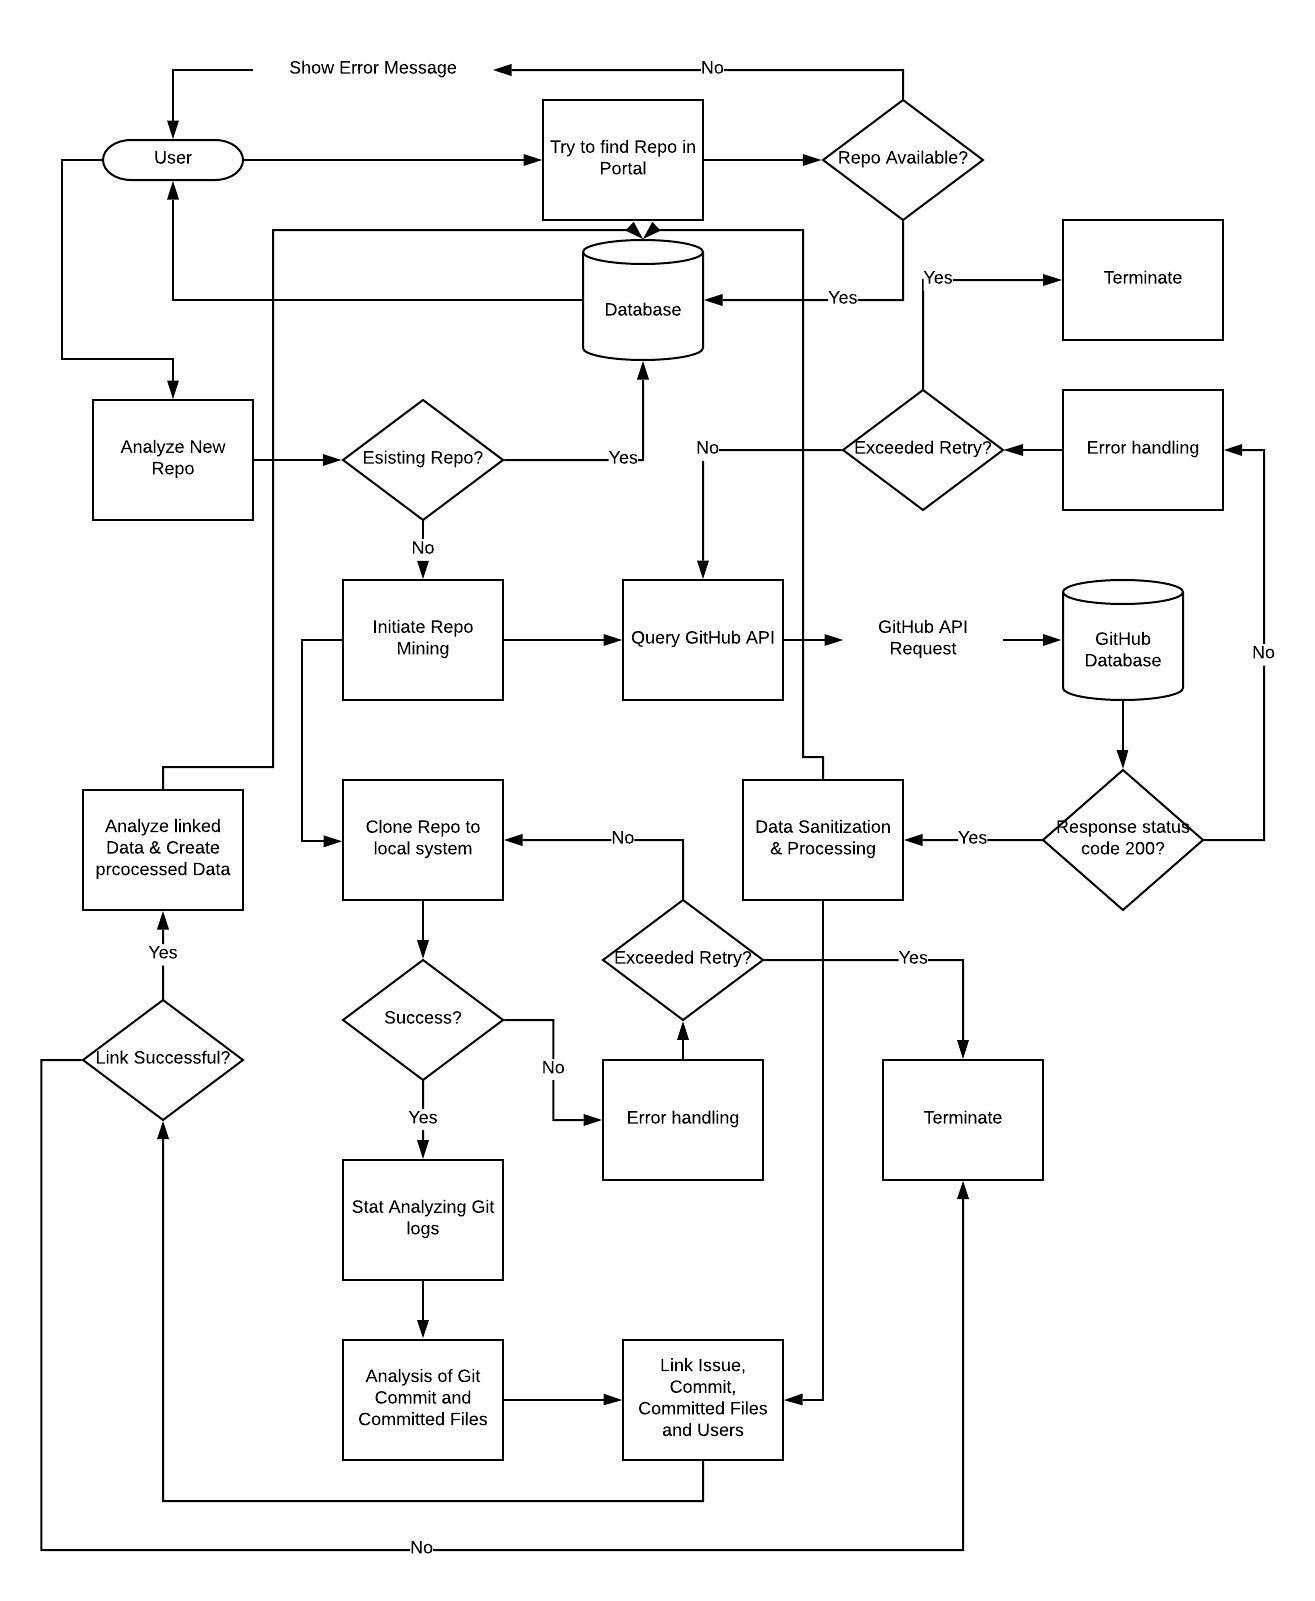 Show Error Message
No
User
Try to find Repo in
Portal
Repo Available?
Database
Yes
Yes
Terminate
Analyze New
Repo
Esisting Repo?
Yes
No
Exceeded Retry?
Error handling
No
Initiate Repo
Mining
Query GitHub API
GitHub API
Request
GitHub
Database
No
Analyze linked
Data & Create
prcocessed Data
Clone Repo to
local system
No
Data Sanitization
& Processing
Yes
Response status
code 200?
Yes
Exceeded Retry?
Yes
Link Successful?
Success?
No
Yes
Error handling
Terminate
Stat Analyzing Git
logs
Analysis of Git
Commit and
Committed Files
Link Issue,
Commit,
Committed Files
and Users
No